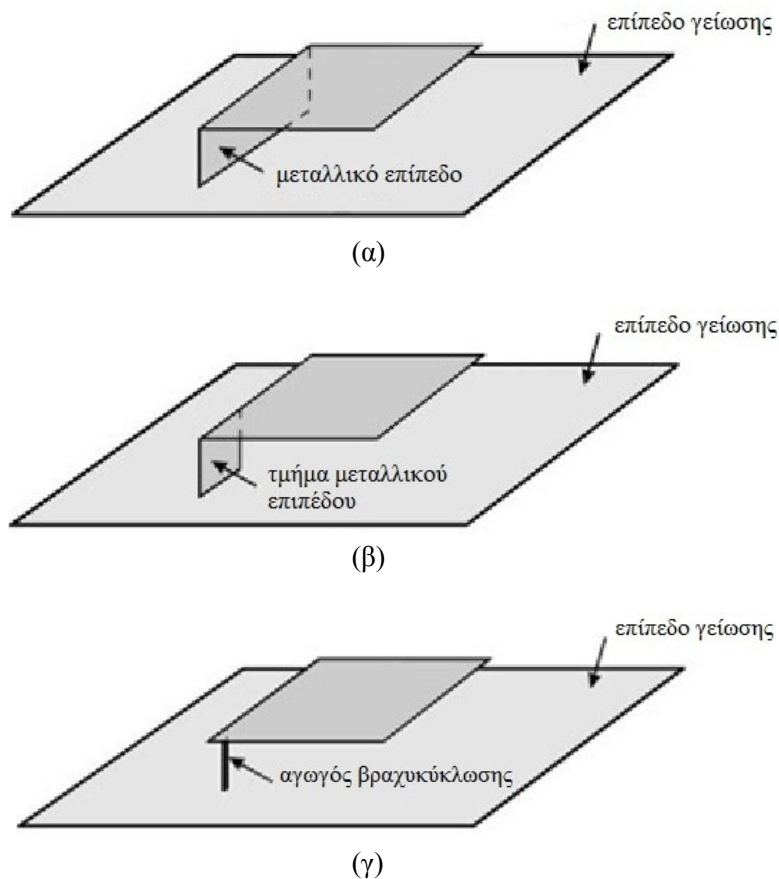 επίπεδο γείωσης
μεταλλικό επίπεδο
(α)
επίπεδο γείωσης
τμήμα μεταλλικού
επιπέδου
(β)
επίπεδο γείωσης
αγωγός βραχυκύκλωσης
(γ)